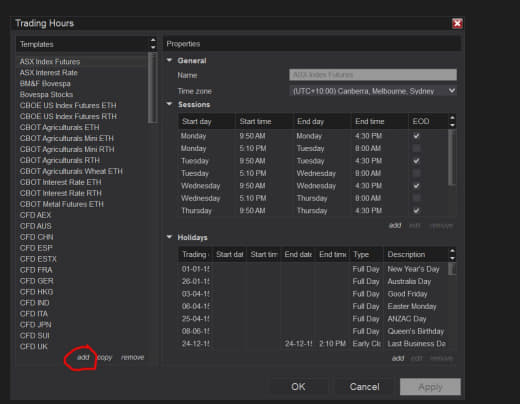 Trading Hours
Templates
ASX Index Futures
ASX Interest Rate
BM&F Bovespa
Bovespa Stocks
CBOE US Index Futures ETH
CBOE US Index Futures RTH
CBOT Agriculturals ETH
CBOT Agriculturals Mini ETH
CBOT Agriculturals Mini RTH
CBOT Agriculturals RTH
CBOT Agriculturals Wheat ETH
CBOT Interest Rate ETH
CBOT Interest Rate RTH
CBOT Metal Futures ETH
CFD AEX
CFD AUS
CFD CHN
CFD ESP
CFD ESTX
CFD FRA
CFD GER
CFD HKG
CFD IND
CFD ITA
CFD JPN
CFD SUI
CFD UK
add copy remove
Properties
General
Name ASX Index Futures
Time zone (UTC+10:00) Canberra, Melbourne, Sydney
Sessions
Start day Start time End day End time EOD
Monday 9:50 AM Monday 4:30 PM
Monday 5:10 PM Tuesday 8:00 AM
Tuesday 9:50 AM Tuesday 4:30 PM
Tuesday 5:10 PM Wednesday 8:00 AM
Wednesday 9:50 AM Wednesday 4:30 PM
Wednesday 5:10 PM Thursday 8:00 AM
Thursday 9:50 AM Thursday 4:30 PM
add edit remove
Holidays
Trading Start dat Start tim End date End time Type Description
01-01-15 Full Day New Year's Day
26-01-15 Full Day Australia Day
03-04-15 Full Day Good Friday
06-04-15 Full Day Easter Monday
25-04-15 Full Day ANZAC Day
08-06-15 Full Day Queen's Birthday
24-12-15 24-12-15 2:10 PM Early Clo Last Business Da
add edit remove
OK Cancel Apply